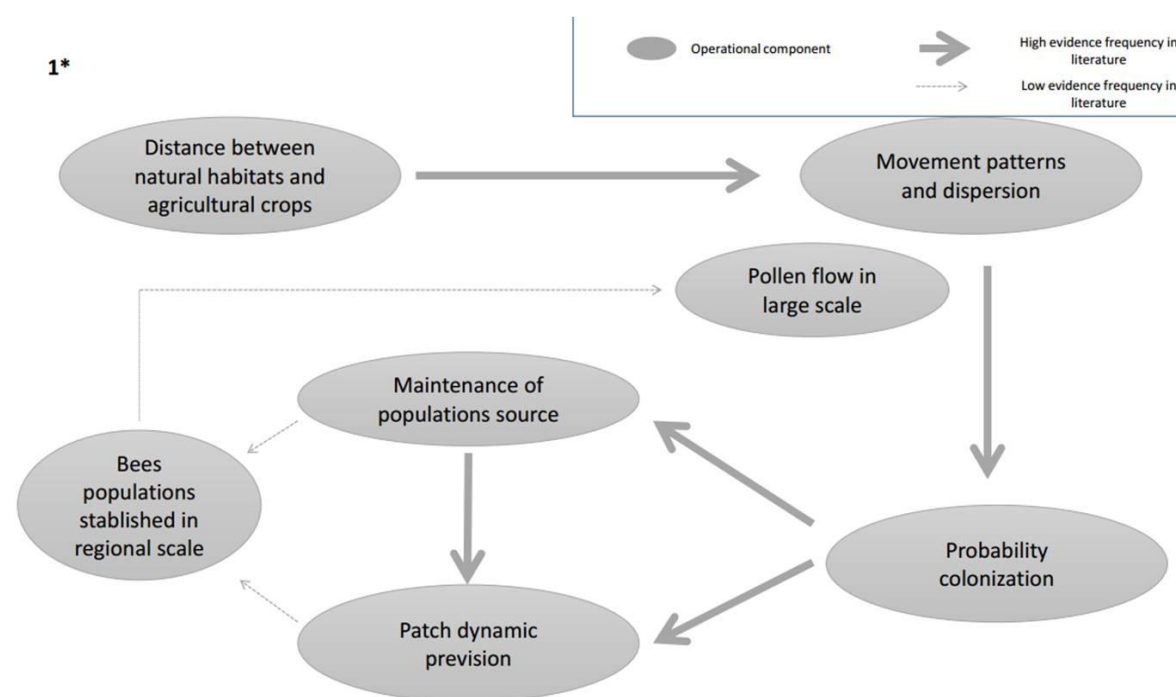 1*
Operational component
High evidence frequency in
literature
Low evidence frequency in
literature
Distance between
natural habitats and
agricultural crops
Movement patterns
and dispersion
Pollen flow in
large scale
Maintenance of
populations source
Bees
populations
stablished in
regional scale
Probability
colonization
Patch dynamic
prevision